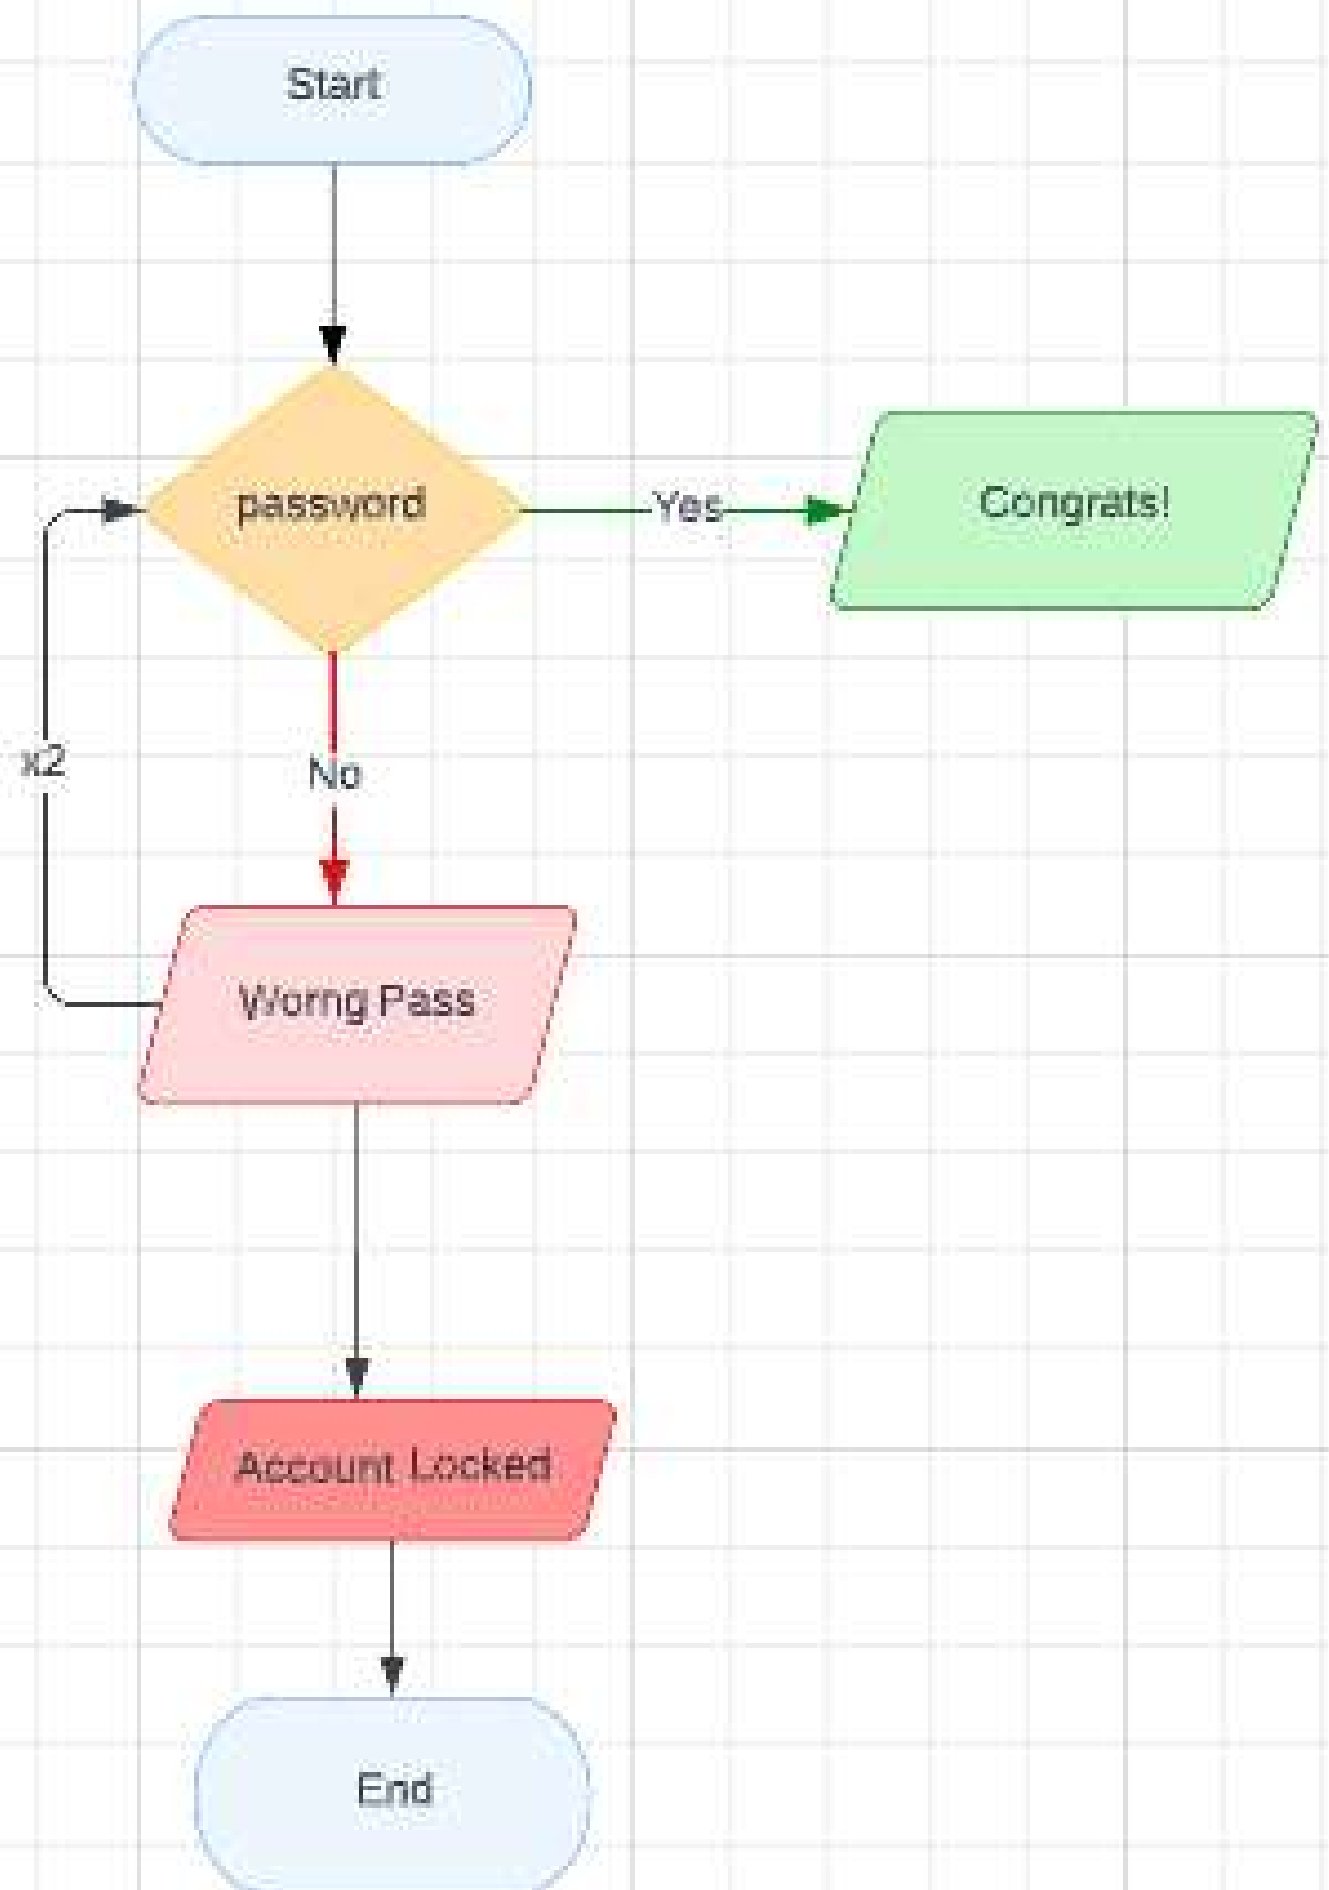 Start
password
Yes
Congrats!
x2
No
Worng Pass
Account Locked
End